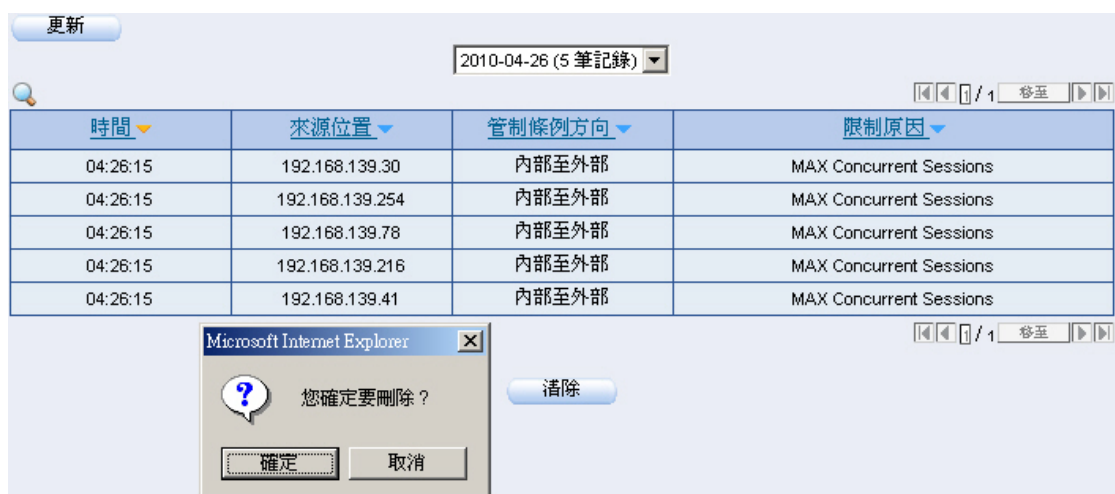 更新
2010-04-26 (5 筆記錄)
1 / 1 移至
時間 來源位置 管制條例方向 限制原因
04:26:15 192.168.139.30 內部至外部 MAX Concurrent Sessions
04:26:15 192.168.139.254 內部至外部 MAX Concurrent Sessions
04:26:15 192.168.139.78 內部至外部 MAX Concurrent Sessions
04:26:15 192.168.139.216 內部至外部 MAX Concurrent Sessions
04:26:15 192.168.139.41 內部至外部 MAX Concurrent Sessions
1 / 1 移至
Microsoft Internet Explorer
您確定要刪除？
清除
確定 取消